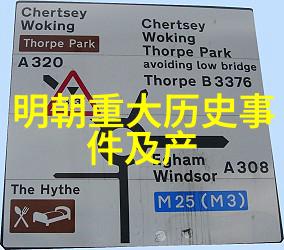 Chertsey
Woking
Thorpe Park
A320
Chertsey
Woking
Thorpe Park
avoiding low bridge
Thorpe B3376
明朝重大历史事
件及产
Egham
Windsor
A308
The Hythe
M25 (M3)